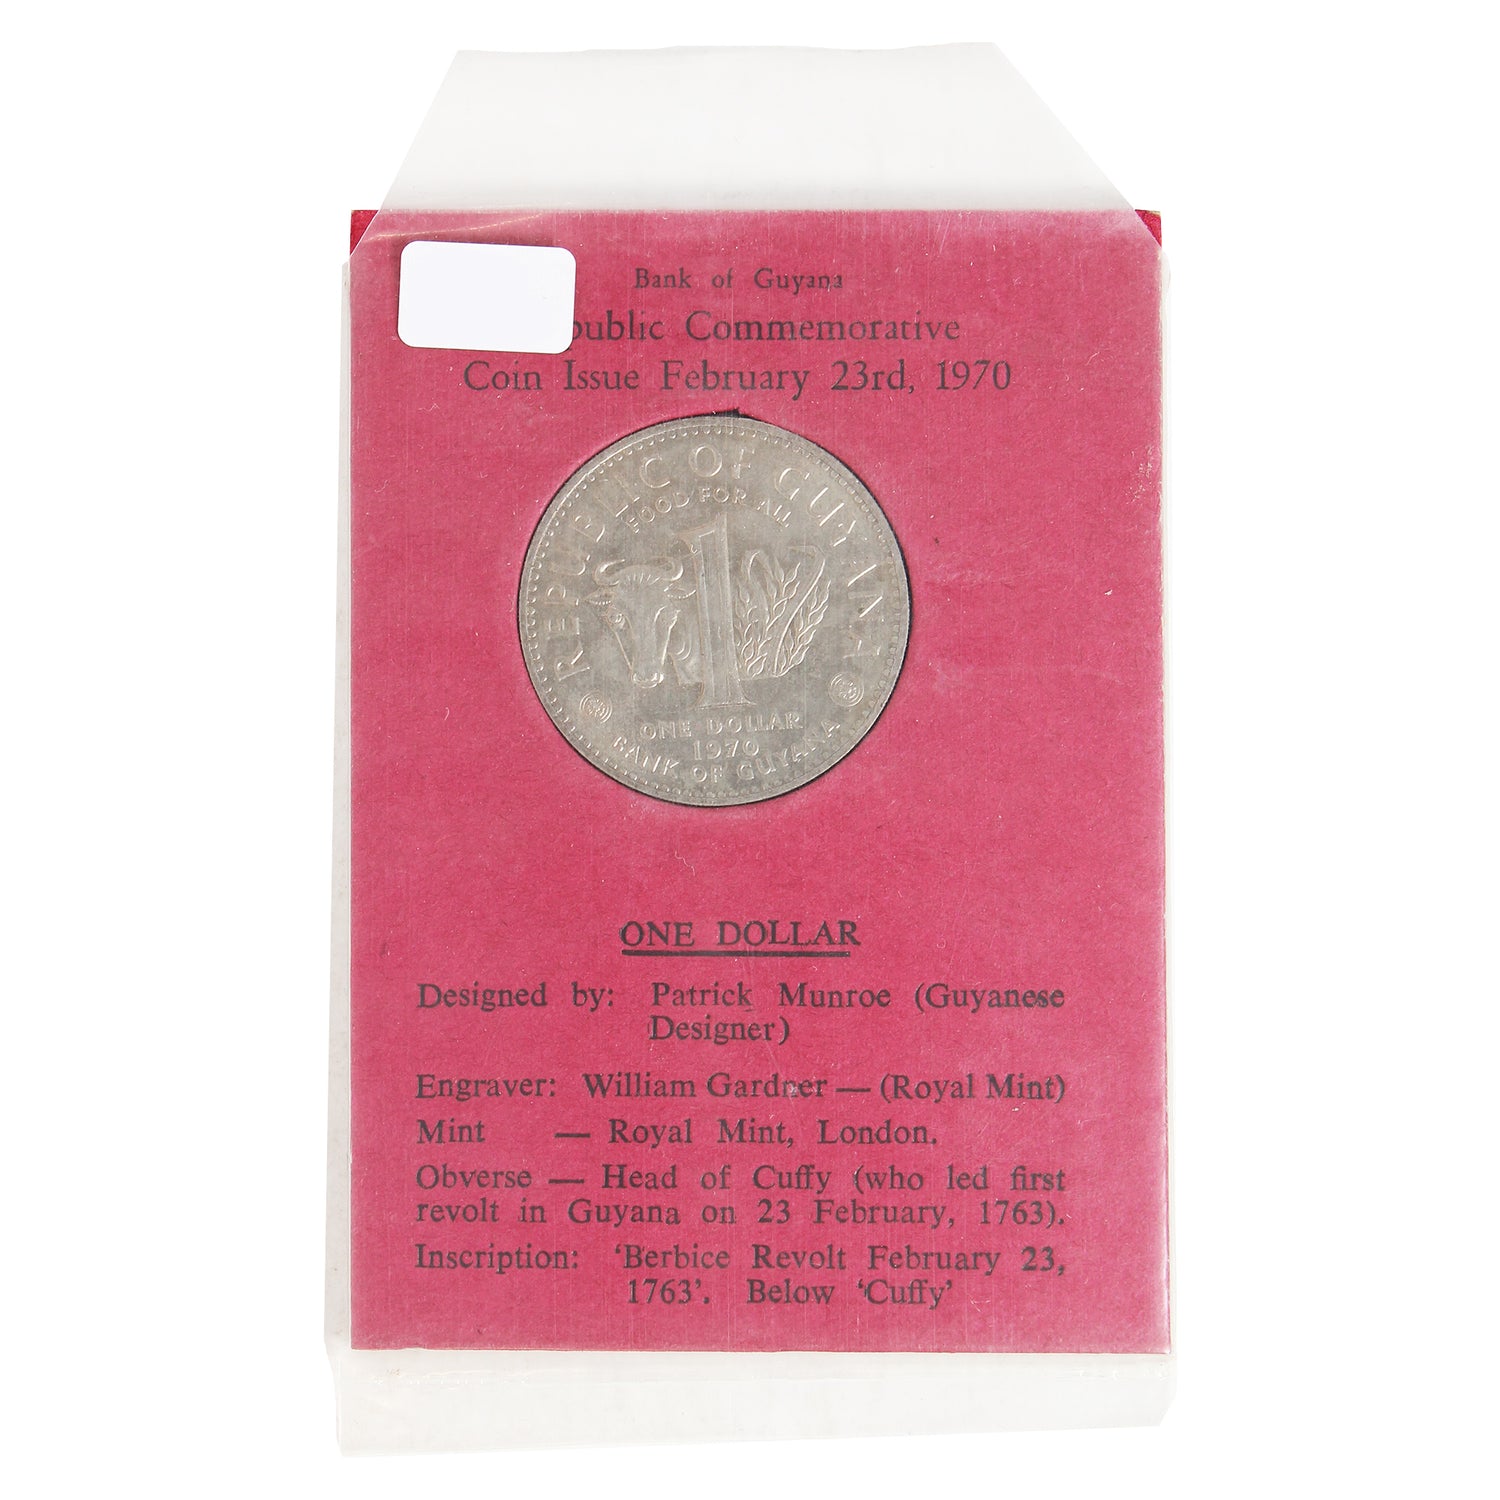 Bank of Guyana
public Commemorative
Coin Issue February 23rd, 1970
REPUBLIC OF GUYANA
FOOD FOR ALL
1
ONE DOLLAR
1970
BANK OF GUYANA
ONE DOLLAR
Designed by: Patrick Munroe (Guyanese
Designer)
Engraver: William Gardner — (Royal Mint)
Mint — Royal Mint, London.
Obverse — Head of Cuffy (who led first
revolt in Guyana on 23 February, 1763).
Inscription: ‘Berbice Revolt February 23,
1763’. Below ‘Cuffy’